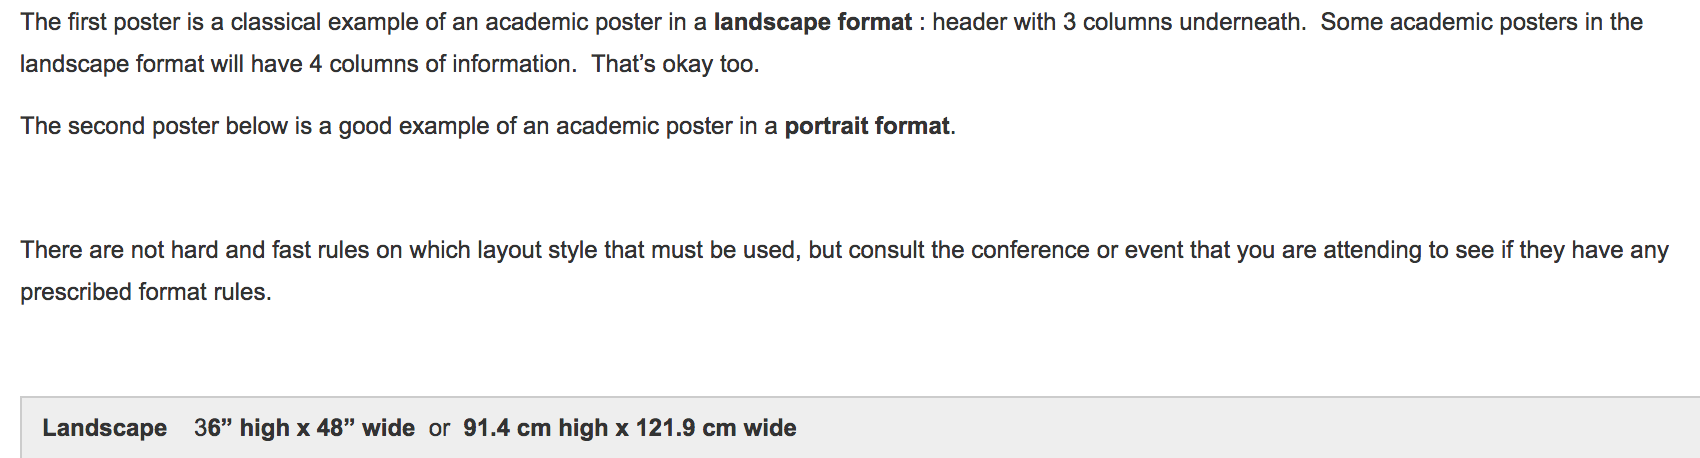 The first poster is a classical example of an academic poster in a landscape format : header with 3 columns underneath.  Some academic posters in the
landscape format will have 4 columns of information.  That’s okay too.
The second poster below is a good example of an academic poster in a portrait format.
There are not hard and fast rules on which layout style that must be used, but consult the conference or event that you are attending to see if they have any
prescribed format rules.
Landscape    36” high x 48” wide  or  91.4 cm high x 121.9 cm wide